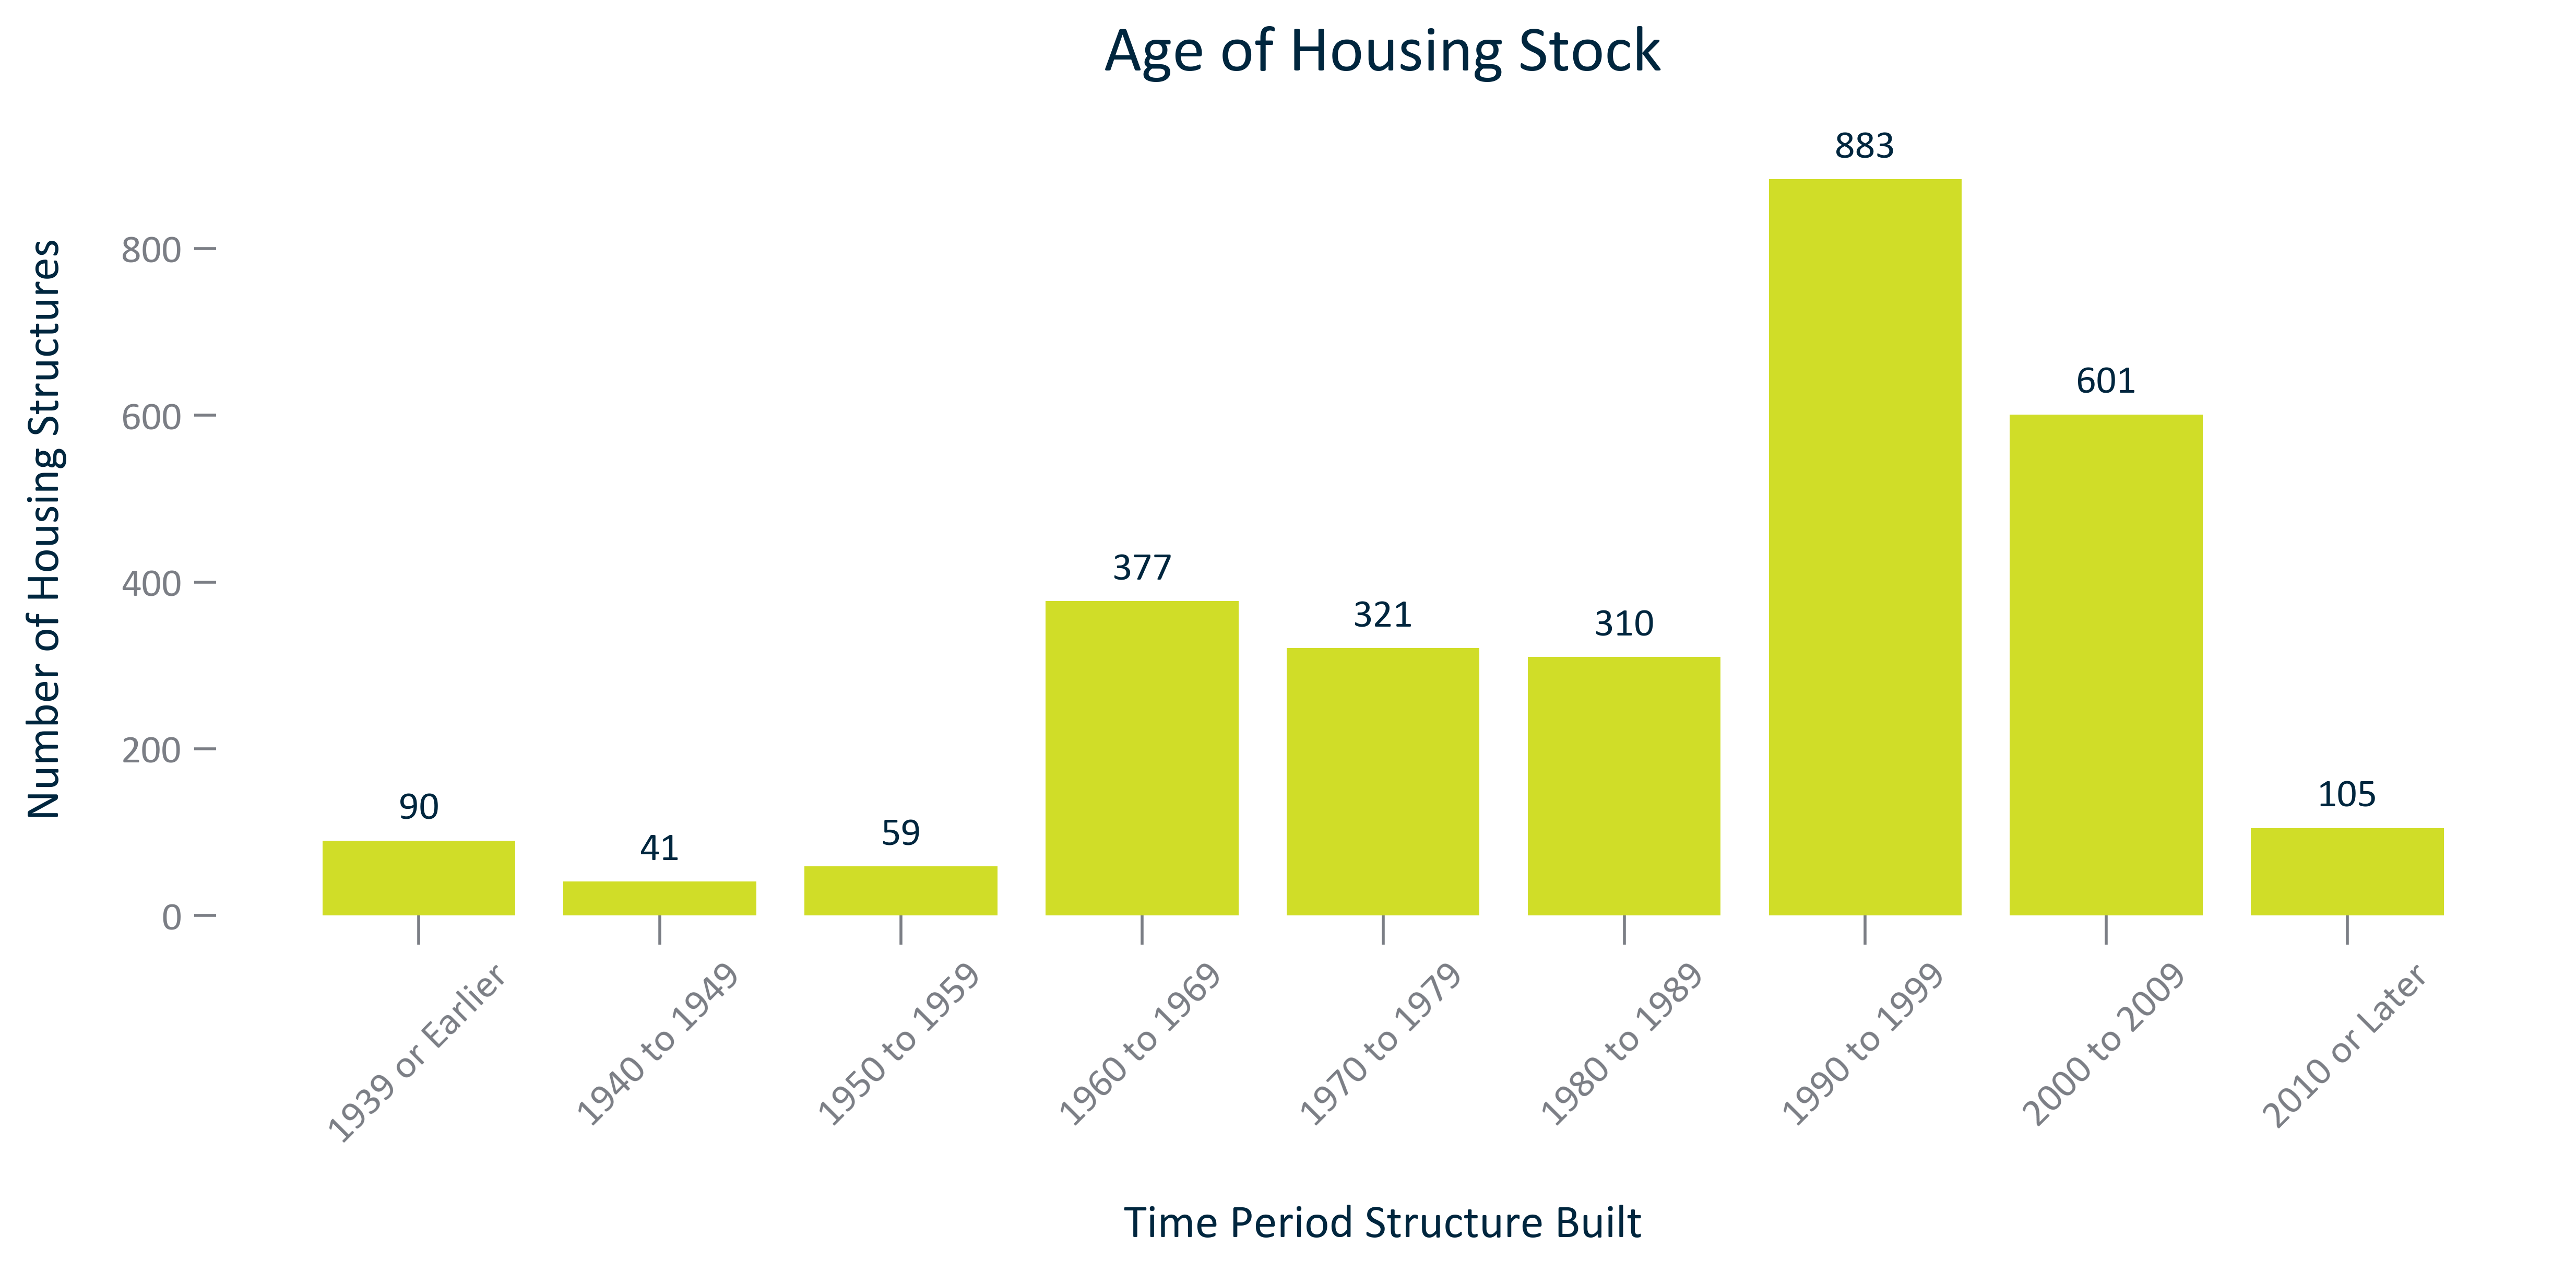 Age of Housing Stock
Number of Housing Structures
800
600
400
200
0
90
41
59
377
321
310
883
601
105
1939 or Earlier
1940 to 1949
1950 to 1959
1960 to 1969
1970 to 1979
1980 to 1989
1990 to 1999
2000 to 2009
2010 or Later
Time Period Structure Built